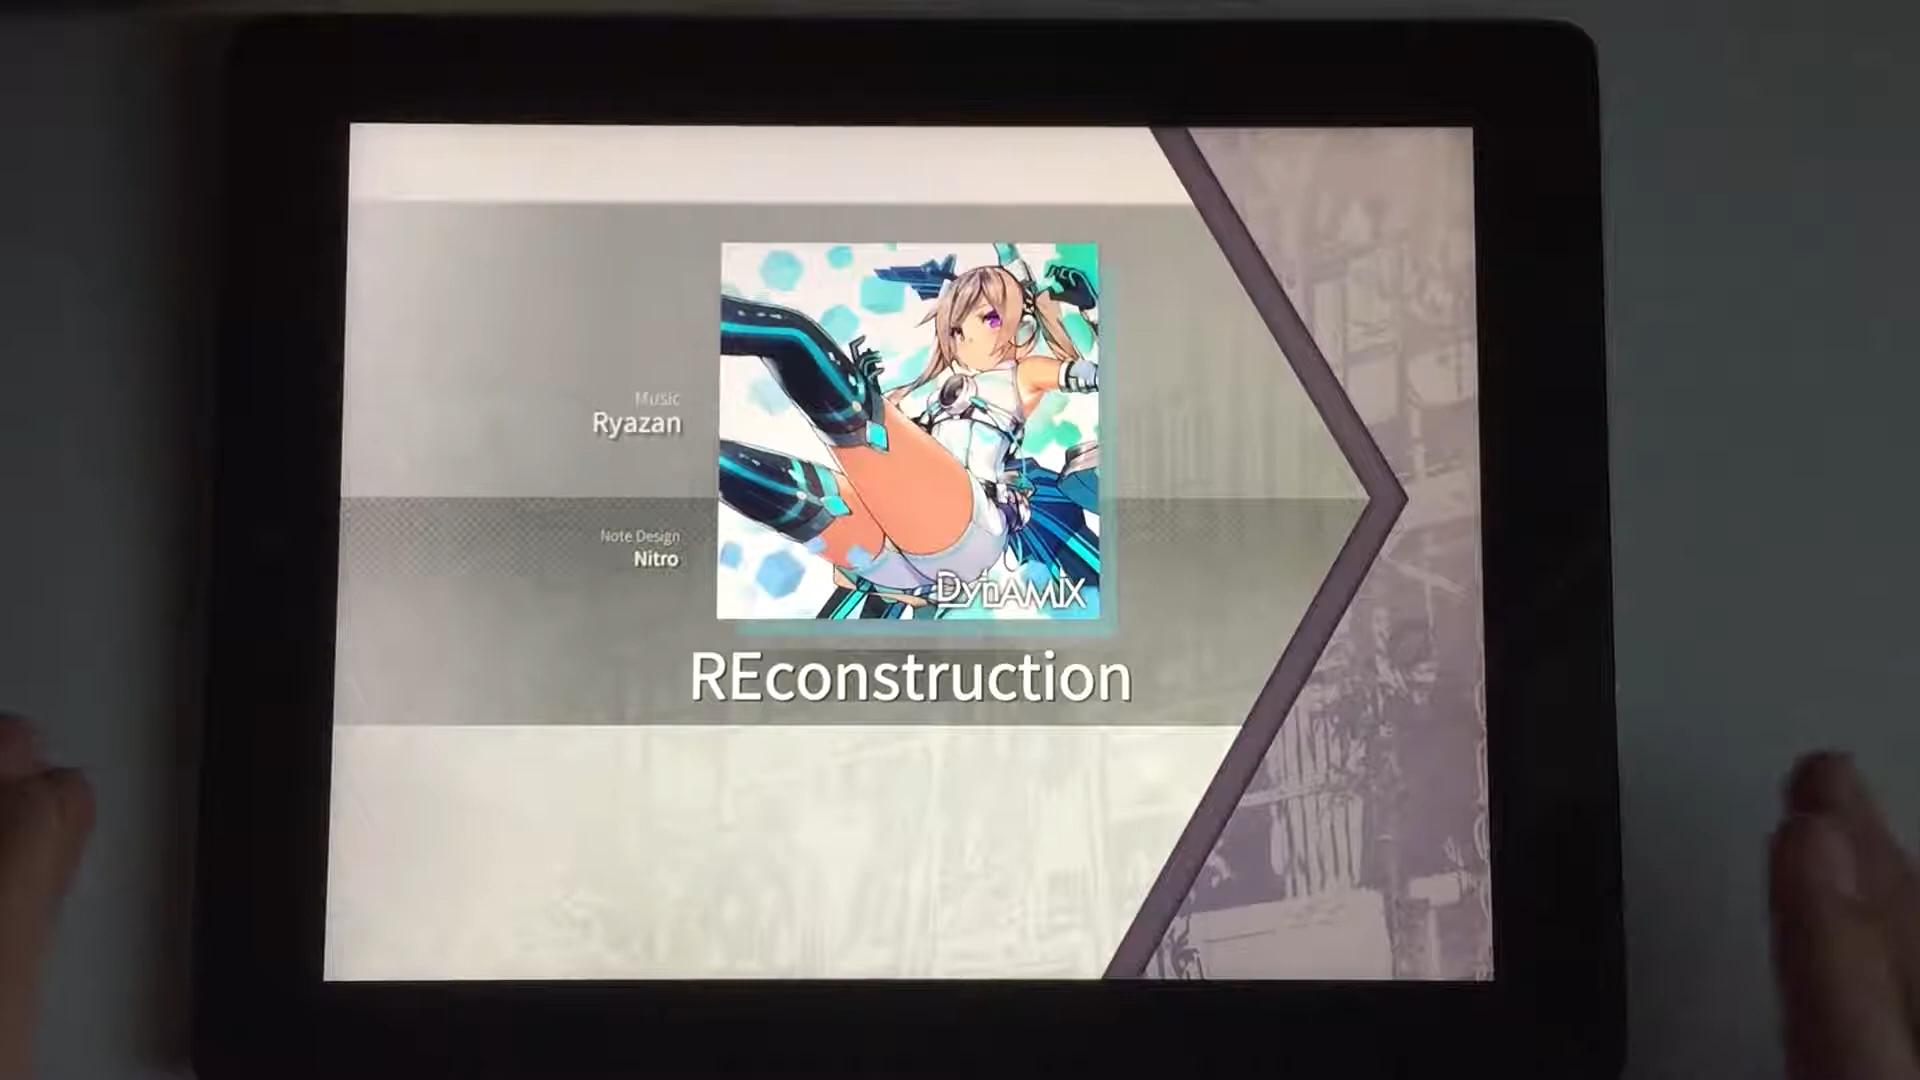 Music
Ryazan
Note Design
Nitro
DynAMiX
REconstruction